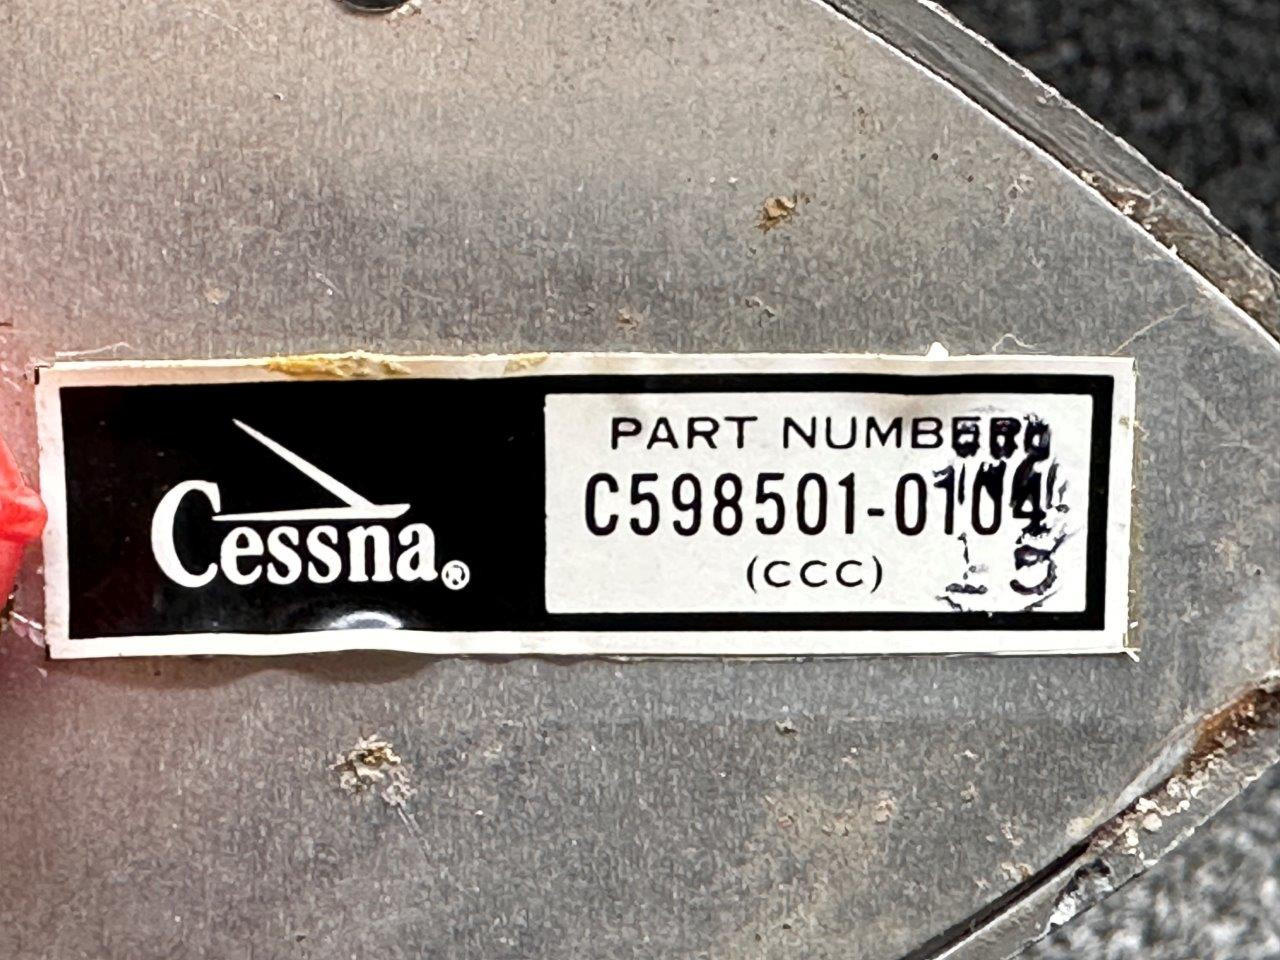 Cessna®
PART NUMBER
C598501-0104
(CCC)